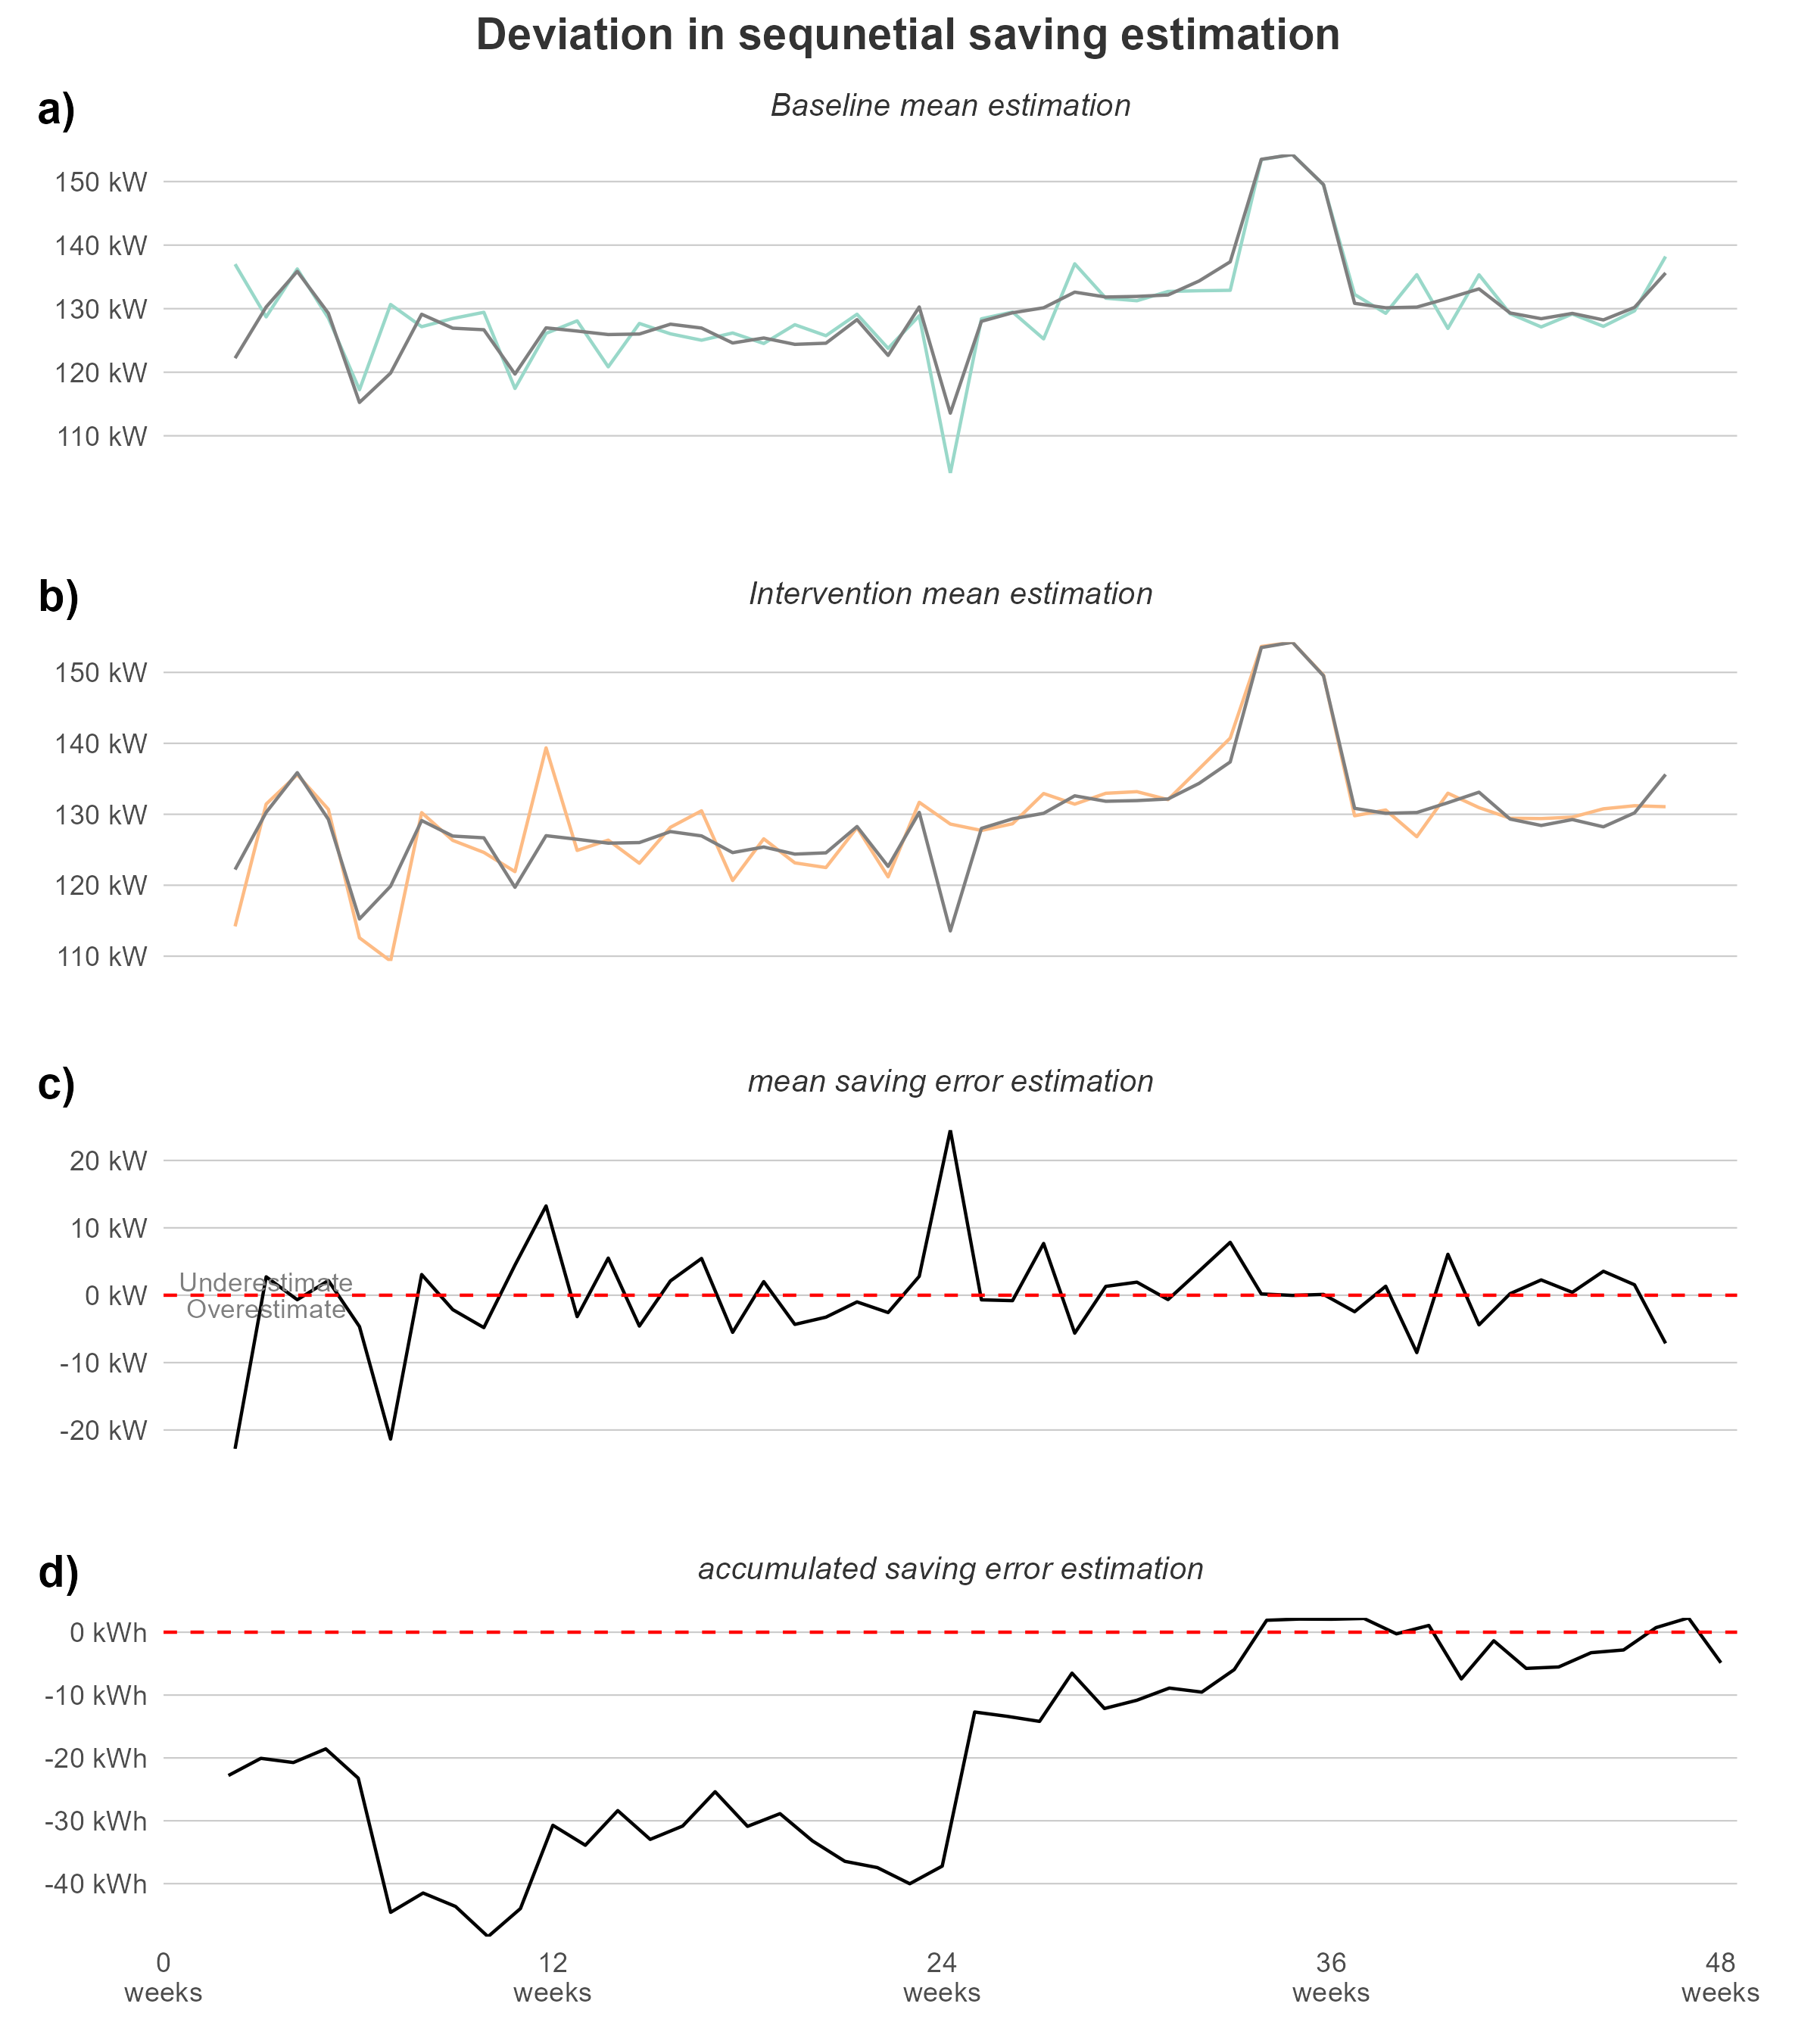 Deviation in sequnetial saving estimation
a)
Baseline mean estimation
150 kW
140 kW
130 kW
120 kW
110 kW
b)
Intervention mean estimation
150 kW
140 kW
130 kW
120 kW
110 kW
c)
mean saving error estimation
20 kW
10 kW
Underestimate
0 kW
Overestimate
-10 kW
-20 kW
d)
accumulated saving error estimation
0 kWh
-10 kWh
-20 kWh
-30 kWh
-40 kWh
0 12 24 36 48
weeks weeks weeks weeks weeks